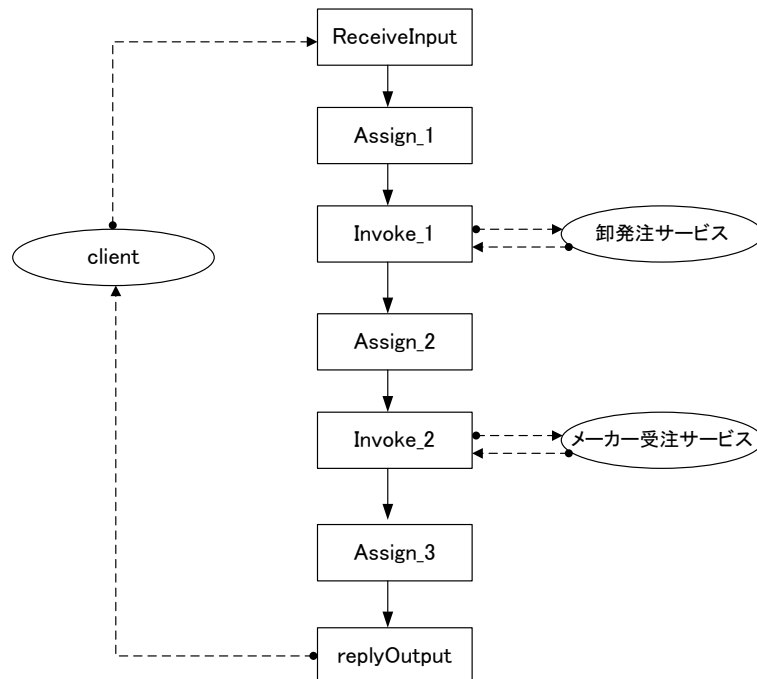 ReceiveInput
Assign_1
Invoke_1
卸発注サービス
client
Assign_2
Invoke_2
メーカー受注サービス
Assign_3
replyOutput